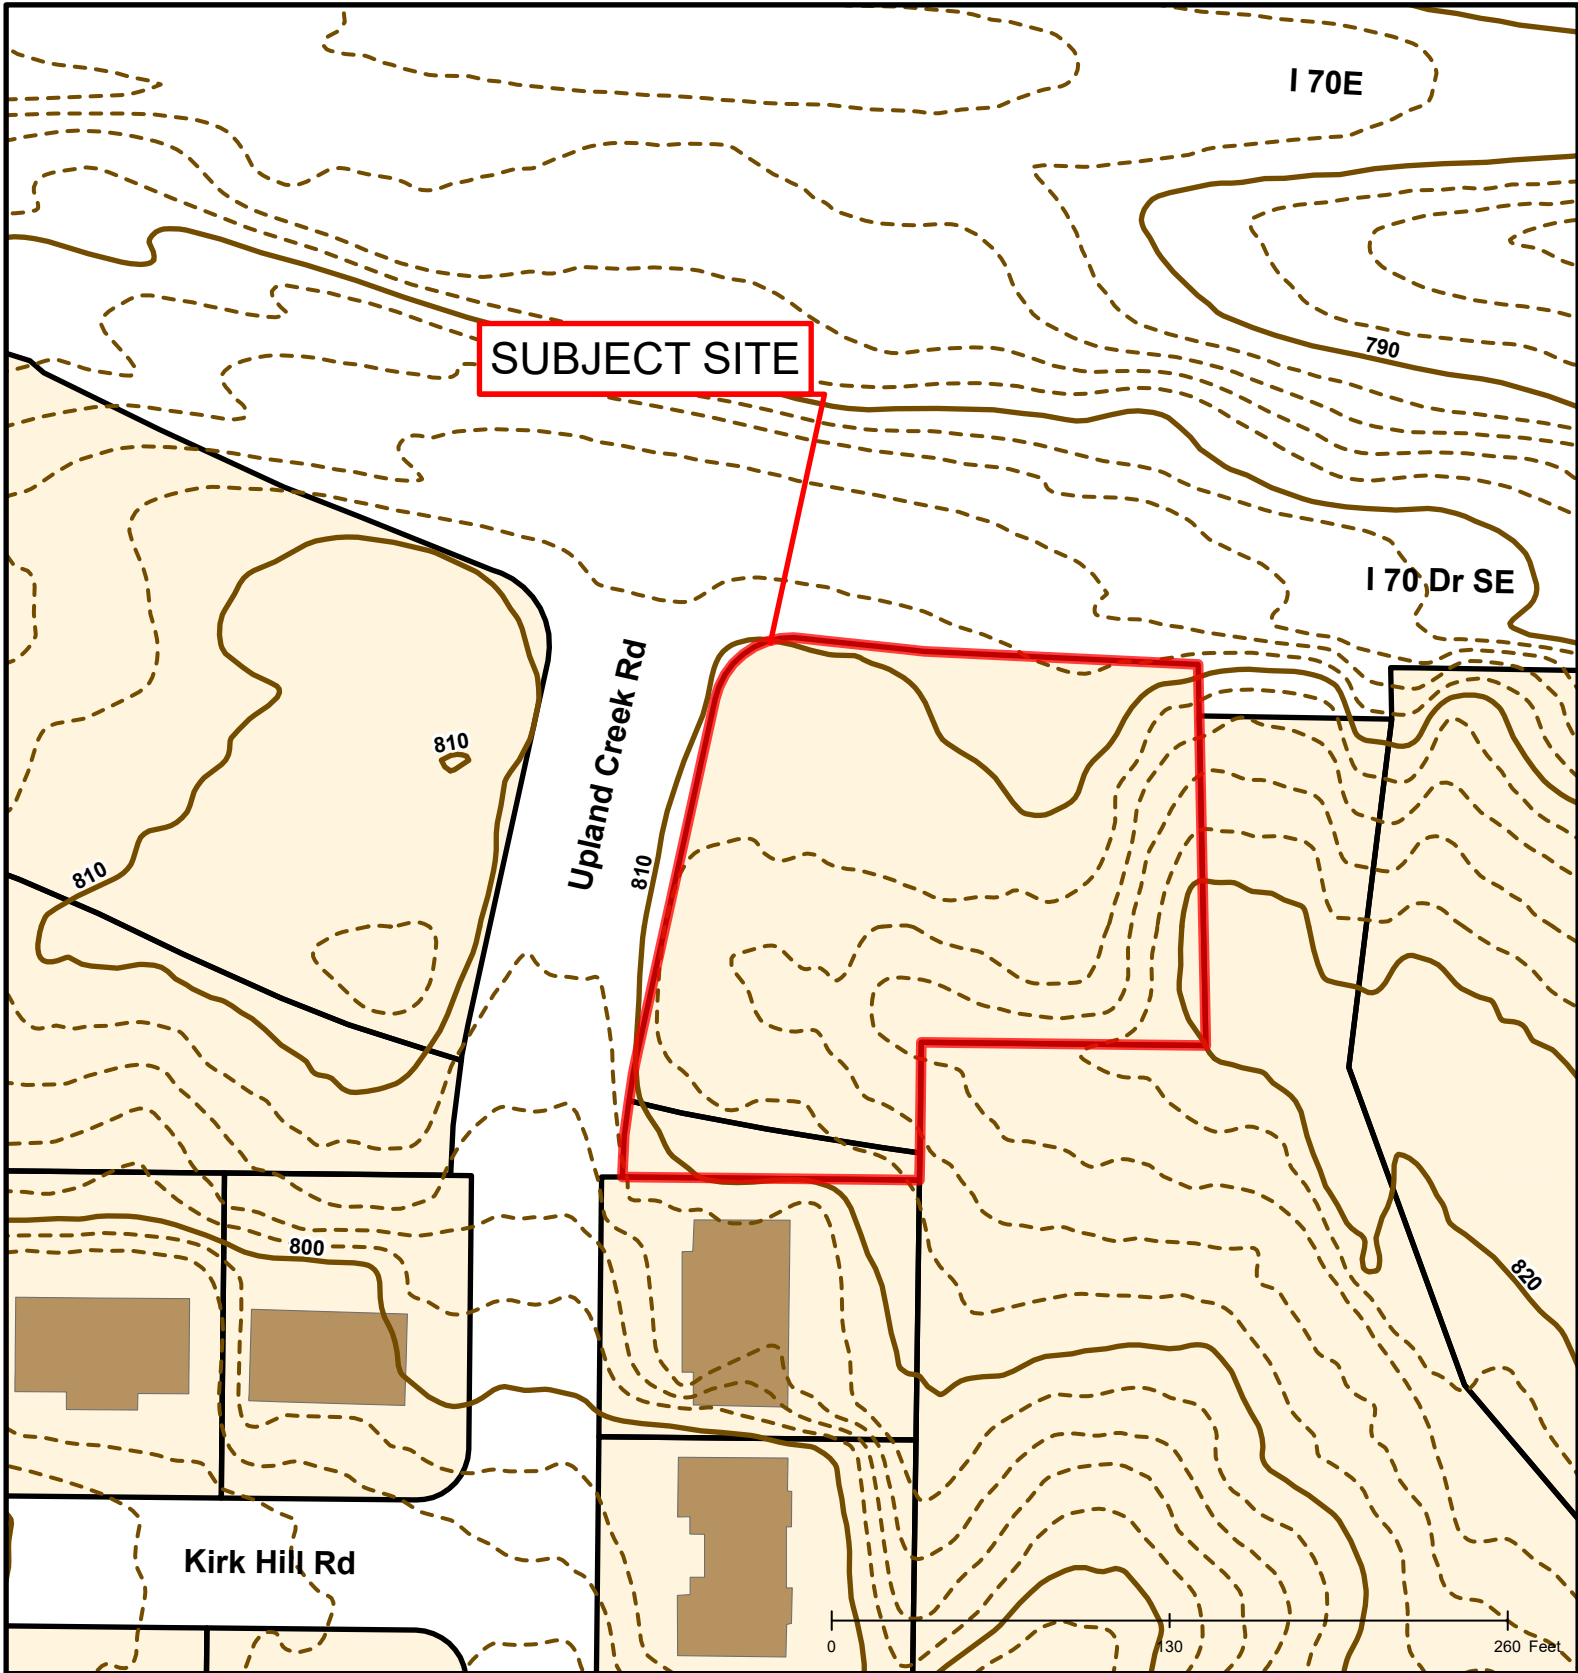 I 70E
790
SUBJECT SITE
I 70 Dr SE
Upland Creek Rd
810
810
810
800
820
Kirk Hill Rd
0 130 260 Feet